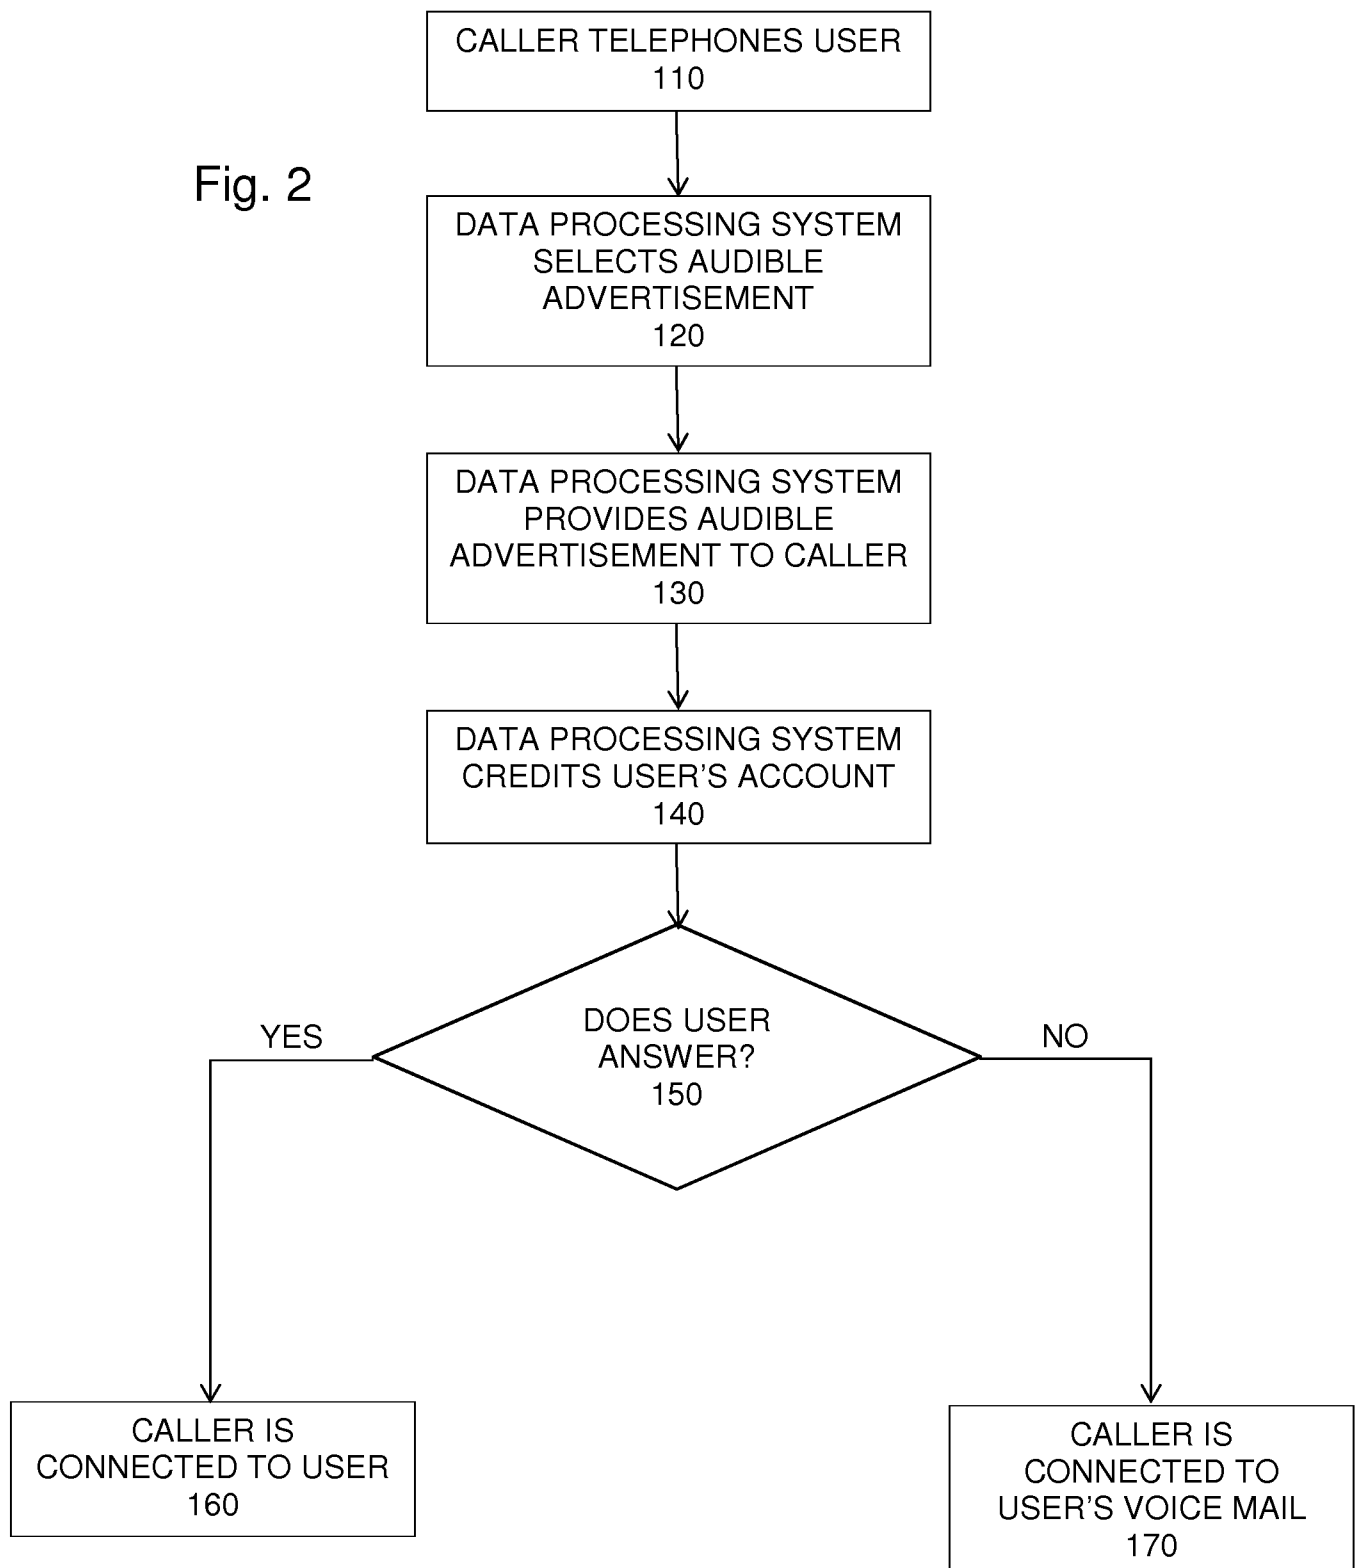 CALLER TELEPHONES USER
110
Fig. 2
DATA PROCESSING SYSTEM
SELECTS AUDIBLE
ADVERTISEMENT
120
DATA PROCESSING SYSTEM
PROVIDES AUDIBLE
ADVERTISEMENT TO CALLER
130
DATA PROCESSING SYSTEM
CREDITS USER'S ACCOUNT
140
DOES USER
ANSWER?
150
YES
NO
CALLER IS
CONNECTED TO USER
160
CALLER IS
CONNECTED TO
USER'S VOICE MAIL
170